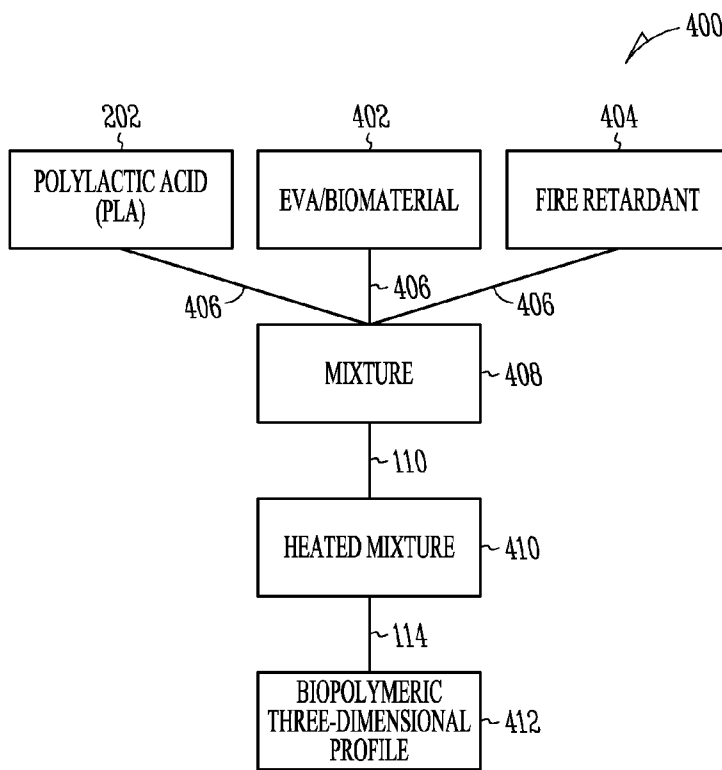 400
202
402
404
POLYLACTIC ACID
(PLA)
EVA/BIOMATERIAL
FIRE RETARDANT
406
406
406
MIXTURE
408
110
HEATED MIXTURE
410
114
BIOPOLYMERIC
THREE-DIMENSIONAL
PROFILE
412